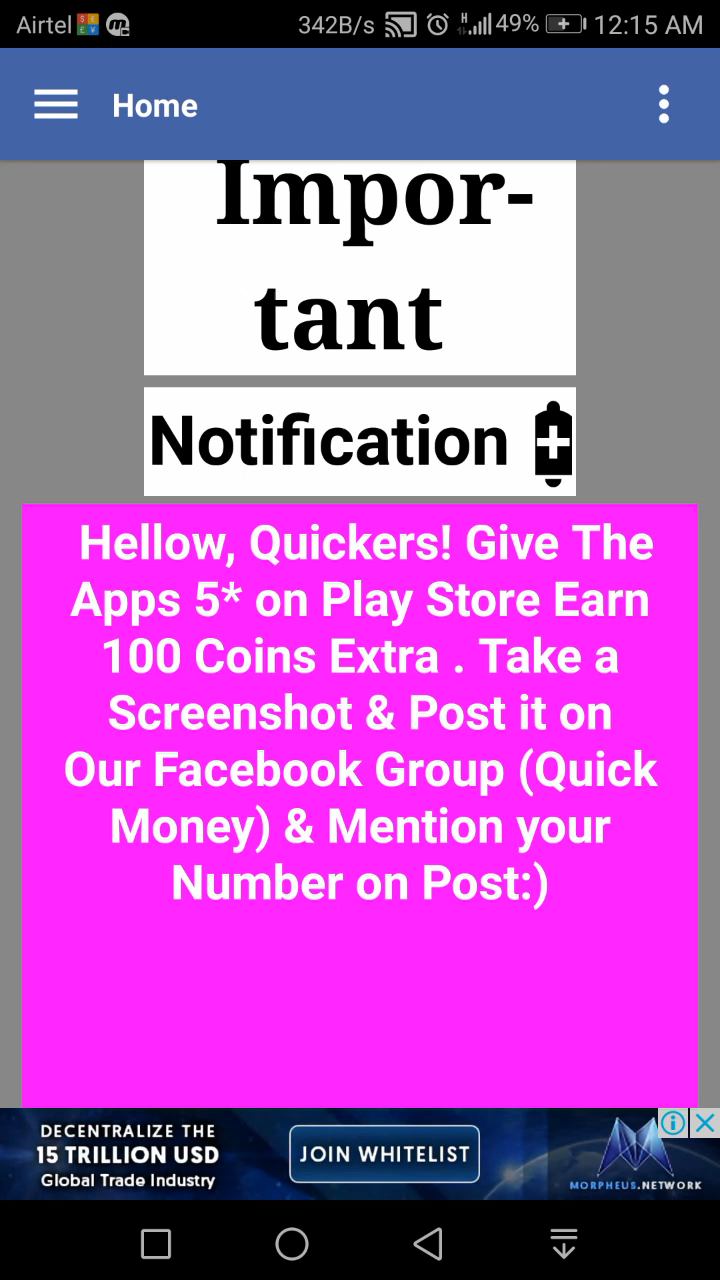 Airtel 342B/s H 49% 12:15 AM
Home
Impor-
tant
Notification
Hellow, Quickers! Give The
Apps 5* on Play Store Earn
100 Coins Extra . Take a
Screenshot & Post it on
Our Facebook Group (Quick
Money) & Mention your
Number on Post:)
DECENTRALIZE THE
15 TRILLION USD
Global Trade Industry
JOIN WHITELIST
MORPHEUS.NETWORK